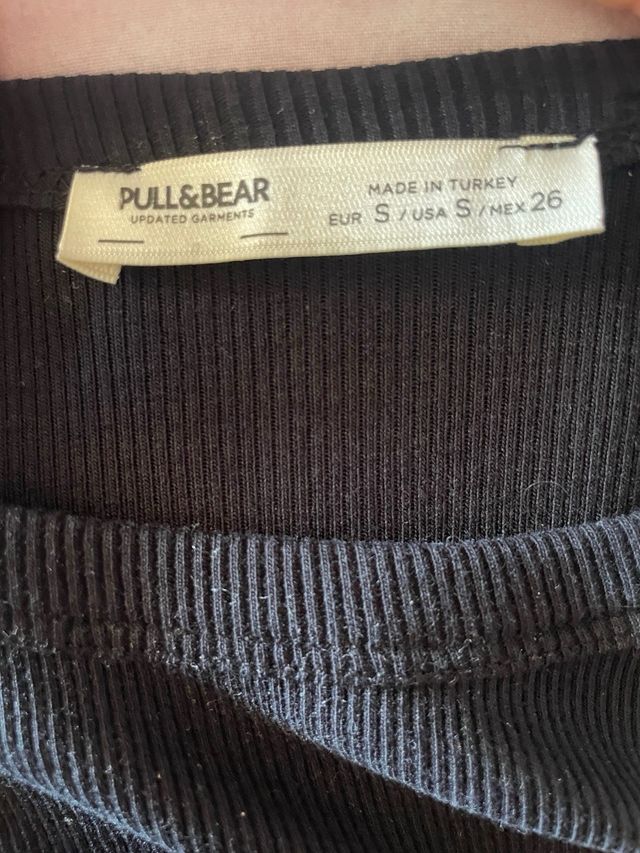 PULL&BEAR
UPDATED GARMENTS
MADE IN TURKEY
EUR S / USA S / MEX 26